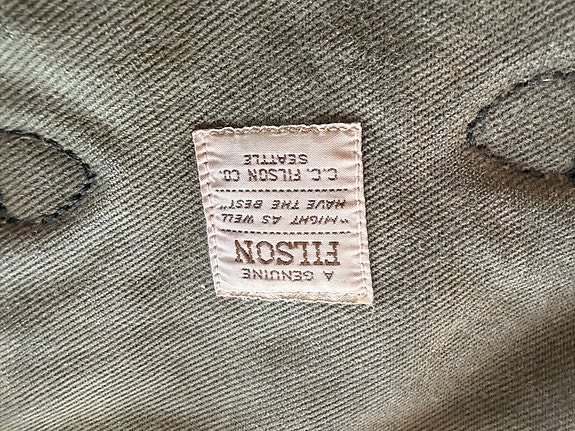 A GENUINE
FILSON
"MIGHT AS WELL
HAVE THE BEST"
C.C. FILSON CO.
SEATTLE